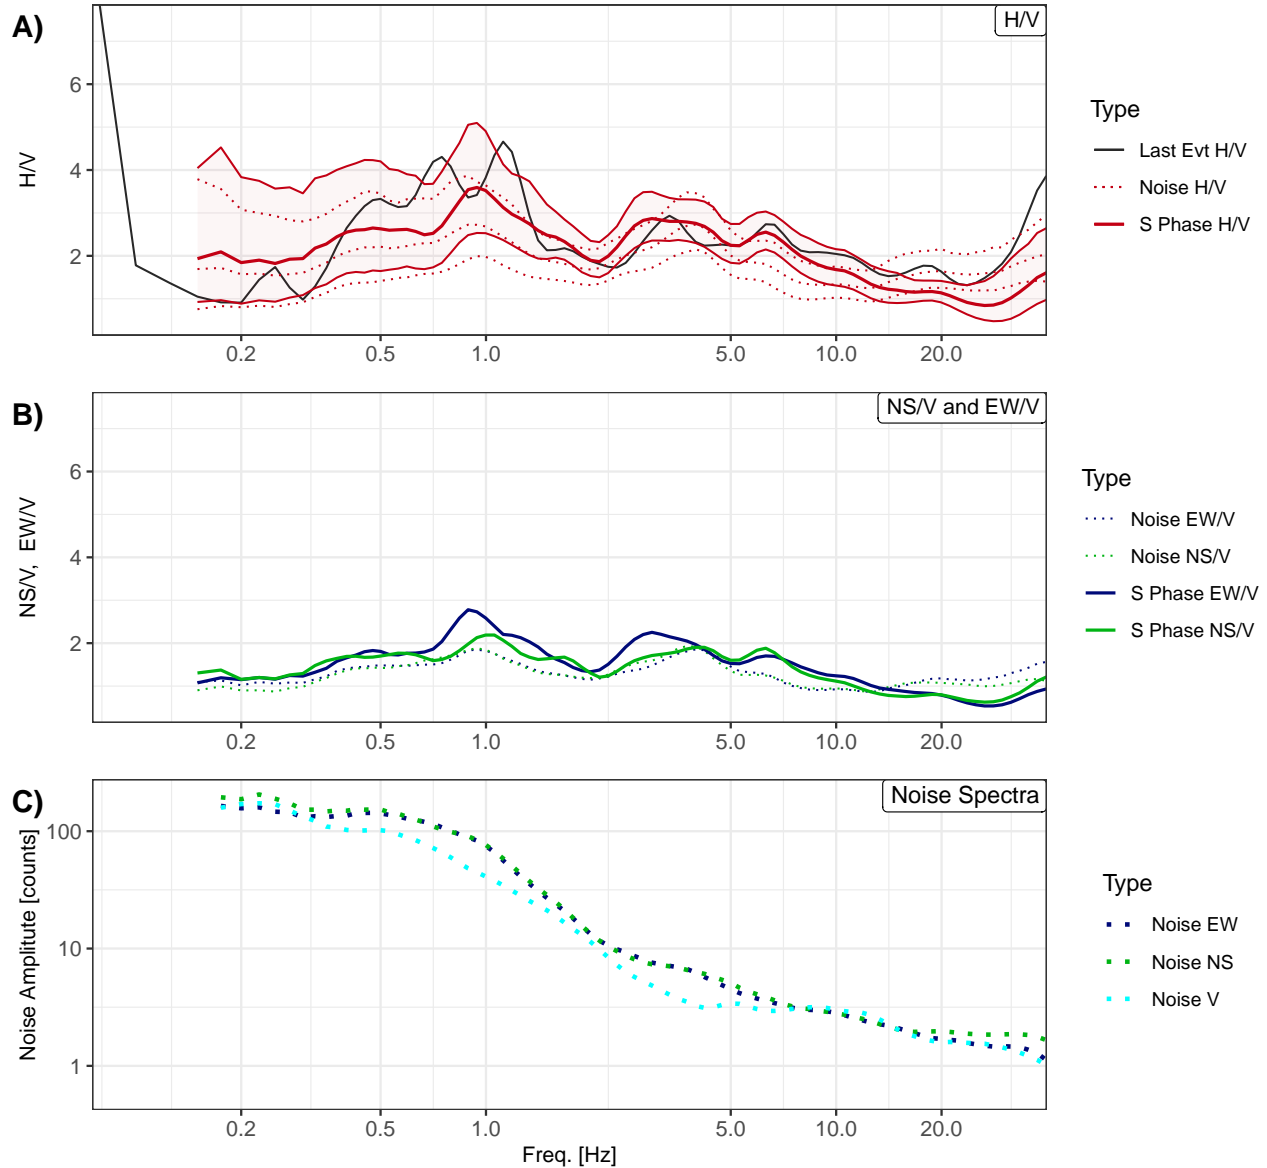 A)
H/V
H/V
6
4
2
0.2 0.5 1.0 5.0 10.0 20.0
Type
Last Evt H/V
Noise H/V
S Phase H/V
B)
NS/V and EW/V
NS/V, EW/V
6
4
2
0.2 0.5 1.0 5.0 10.0 20.0
Type
Noise EW/V
Noise NS/V
S Phase EW/V
S Phase NS/V
C)
Noise Spectra
Noise Amplitute [counts]
100
10
1
0.2 0.5 1.0 5.0 10.0 20.0
Freq. [Hz]
Type
Noise EW
Noise NS
Noise V